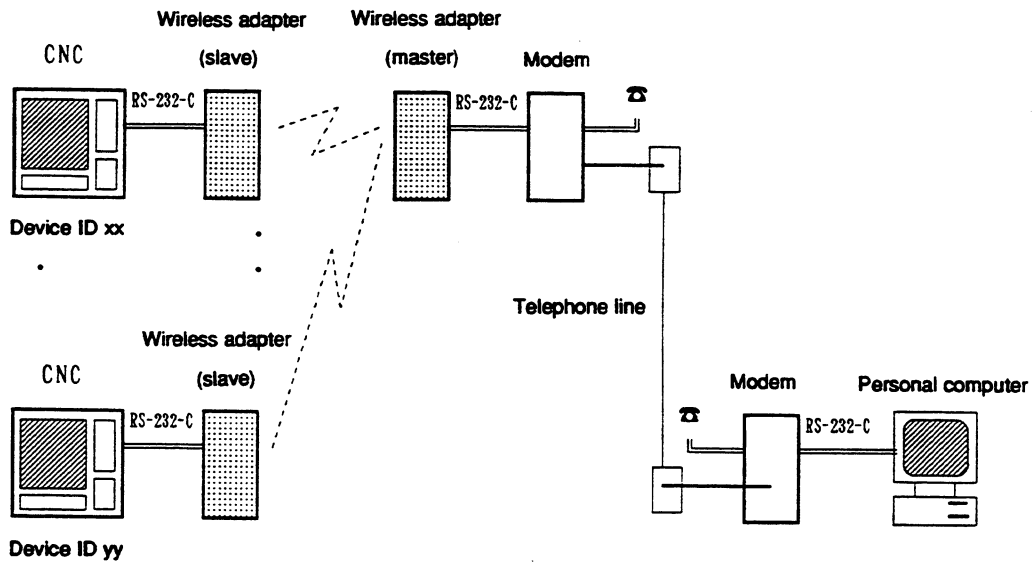 Wireless adapter
(slave)
Wireless adapter
(master)
CNC
Modem
RS-232-C
RS-232-C
Device ID xx
Telephone line
Wireless adapter
(slave)
CNC
RS-232-C
Device ID yy
Modem
Personal computer
RS-232-C